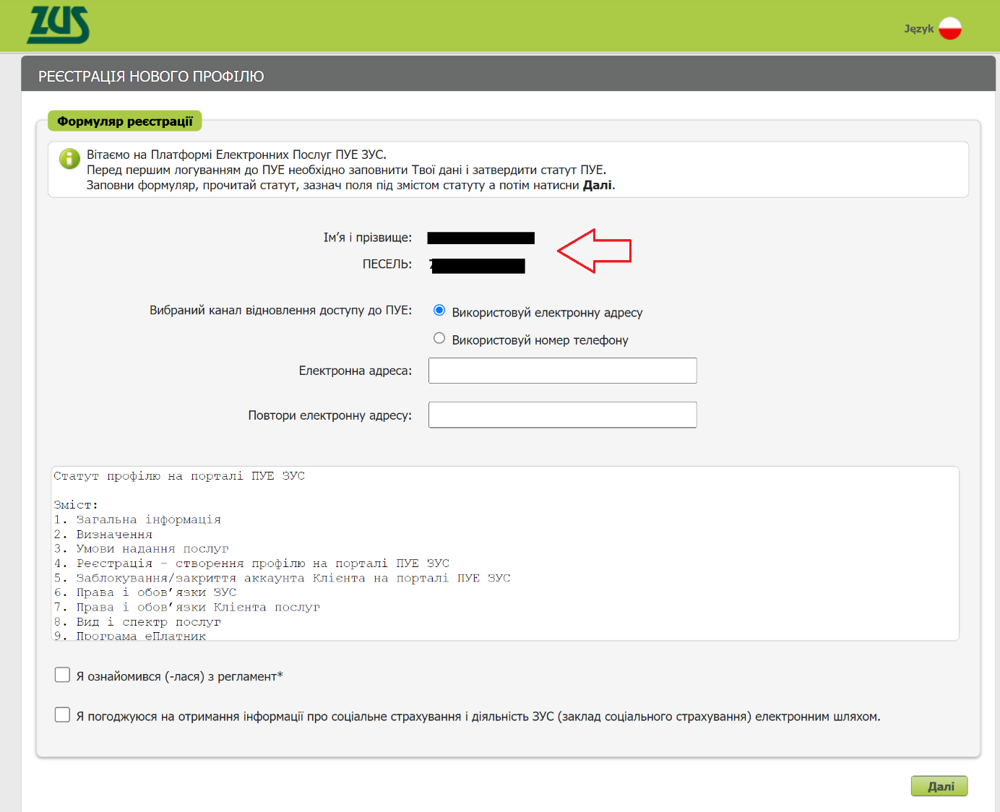 ZUS
Język
РЕЄСТРАЦІЯ НОВОГО ПРОФІЛЮ
Формуляр реєстрації
Вітаємо на Платформі Електронних Послуг ПУЕ ЗУС.
Перед першим логуванням до ПУЕ необхідно заповнити Твої дані і затвердити статут ПУЕ.
Заповни формуляр, прочитай статут, зазнач поля під змістом статуту а потім натисни Далі.
Ім’я і прізвище:
ПЕСЕЛЬ:
Вибраний канал відновлення доступу до ПУЕ:
Використовуй електронну адресу
Використовуй номер телефону
Електронна адреса:
Повтори електронну адресу:
Статут профілю на порталі ПУЕ ЗУС
Зміст:
1. Загальна інформація
2. Визначення
3. Умови надання послуг
4. Реєстрація – створення профілю на порталі ПУЕ ЗУС
5. Заблокування/закриття аккаунта Клієнта на порталі ПУЕ ЗУС
6. Права і обов’язки ЗУС
7. Права і обов’язки Клієнта послуг
8. Вид і спектр послуг
9. Програма еПлатник
Я ознайомився (-лася) з регламент*
Я погоджуюся на отримання інформації про соціальне страхування і діяльність ЗУС (заклад соціального страхування) електронним шляхом.
Далі